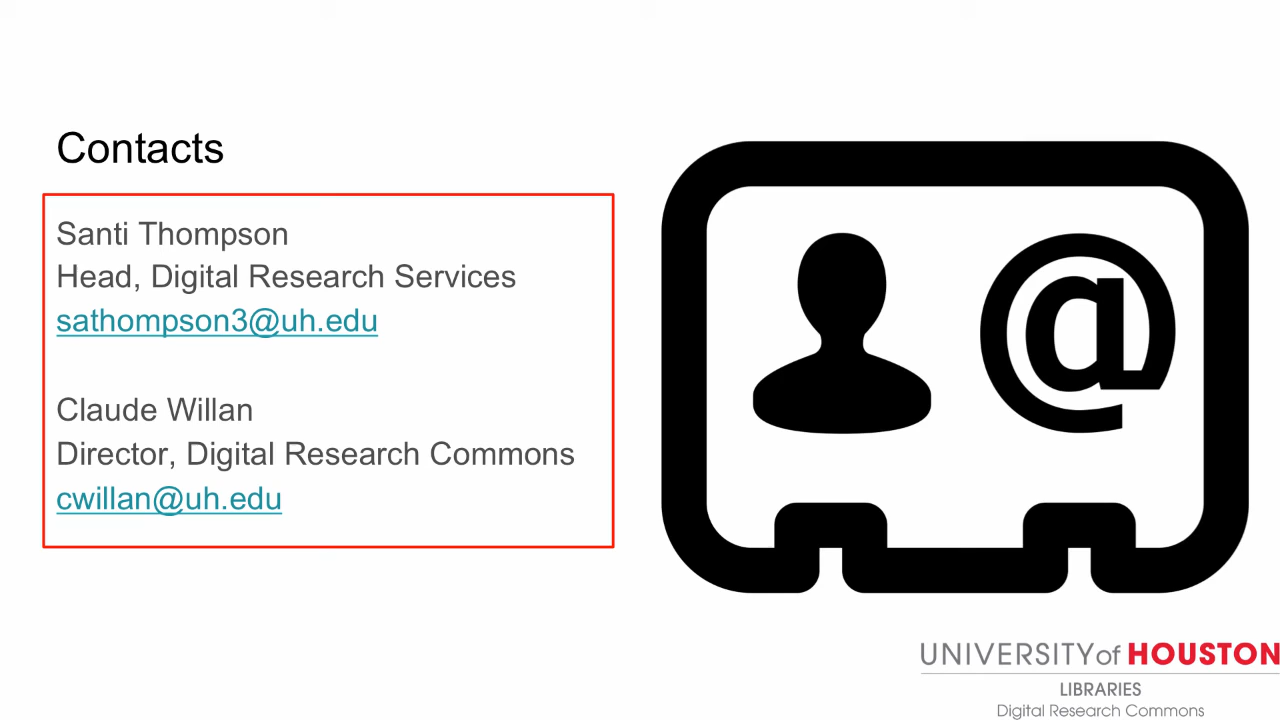 Contacts
Santi Thompson
Head, Digital Research Services
sathompson3@uh.edu
Claude Willan
Director, Digital Research Commons
cwillan@uh.edu
@
UNIVERSITY of HOUSTON
LIBRARIES
Digital Research Commons